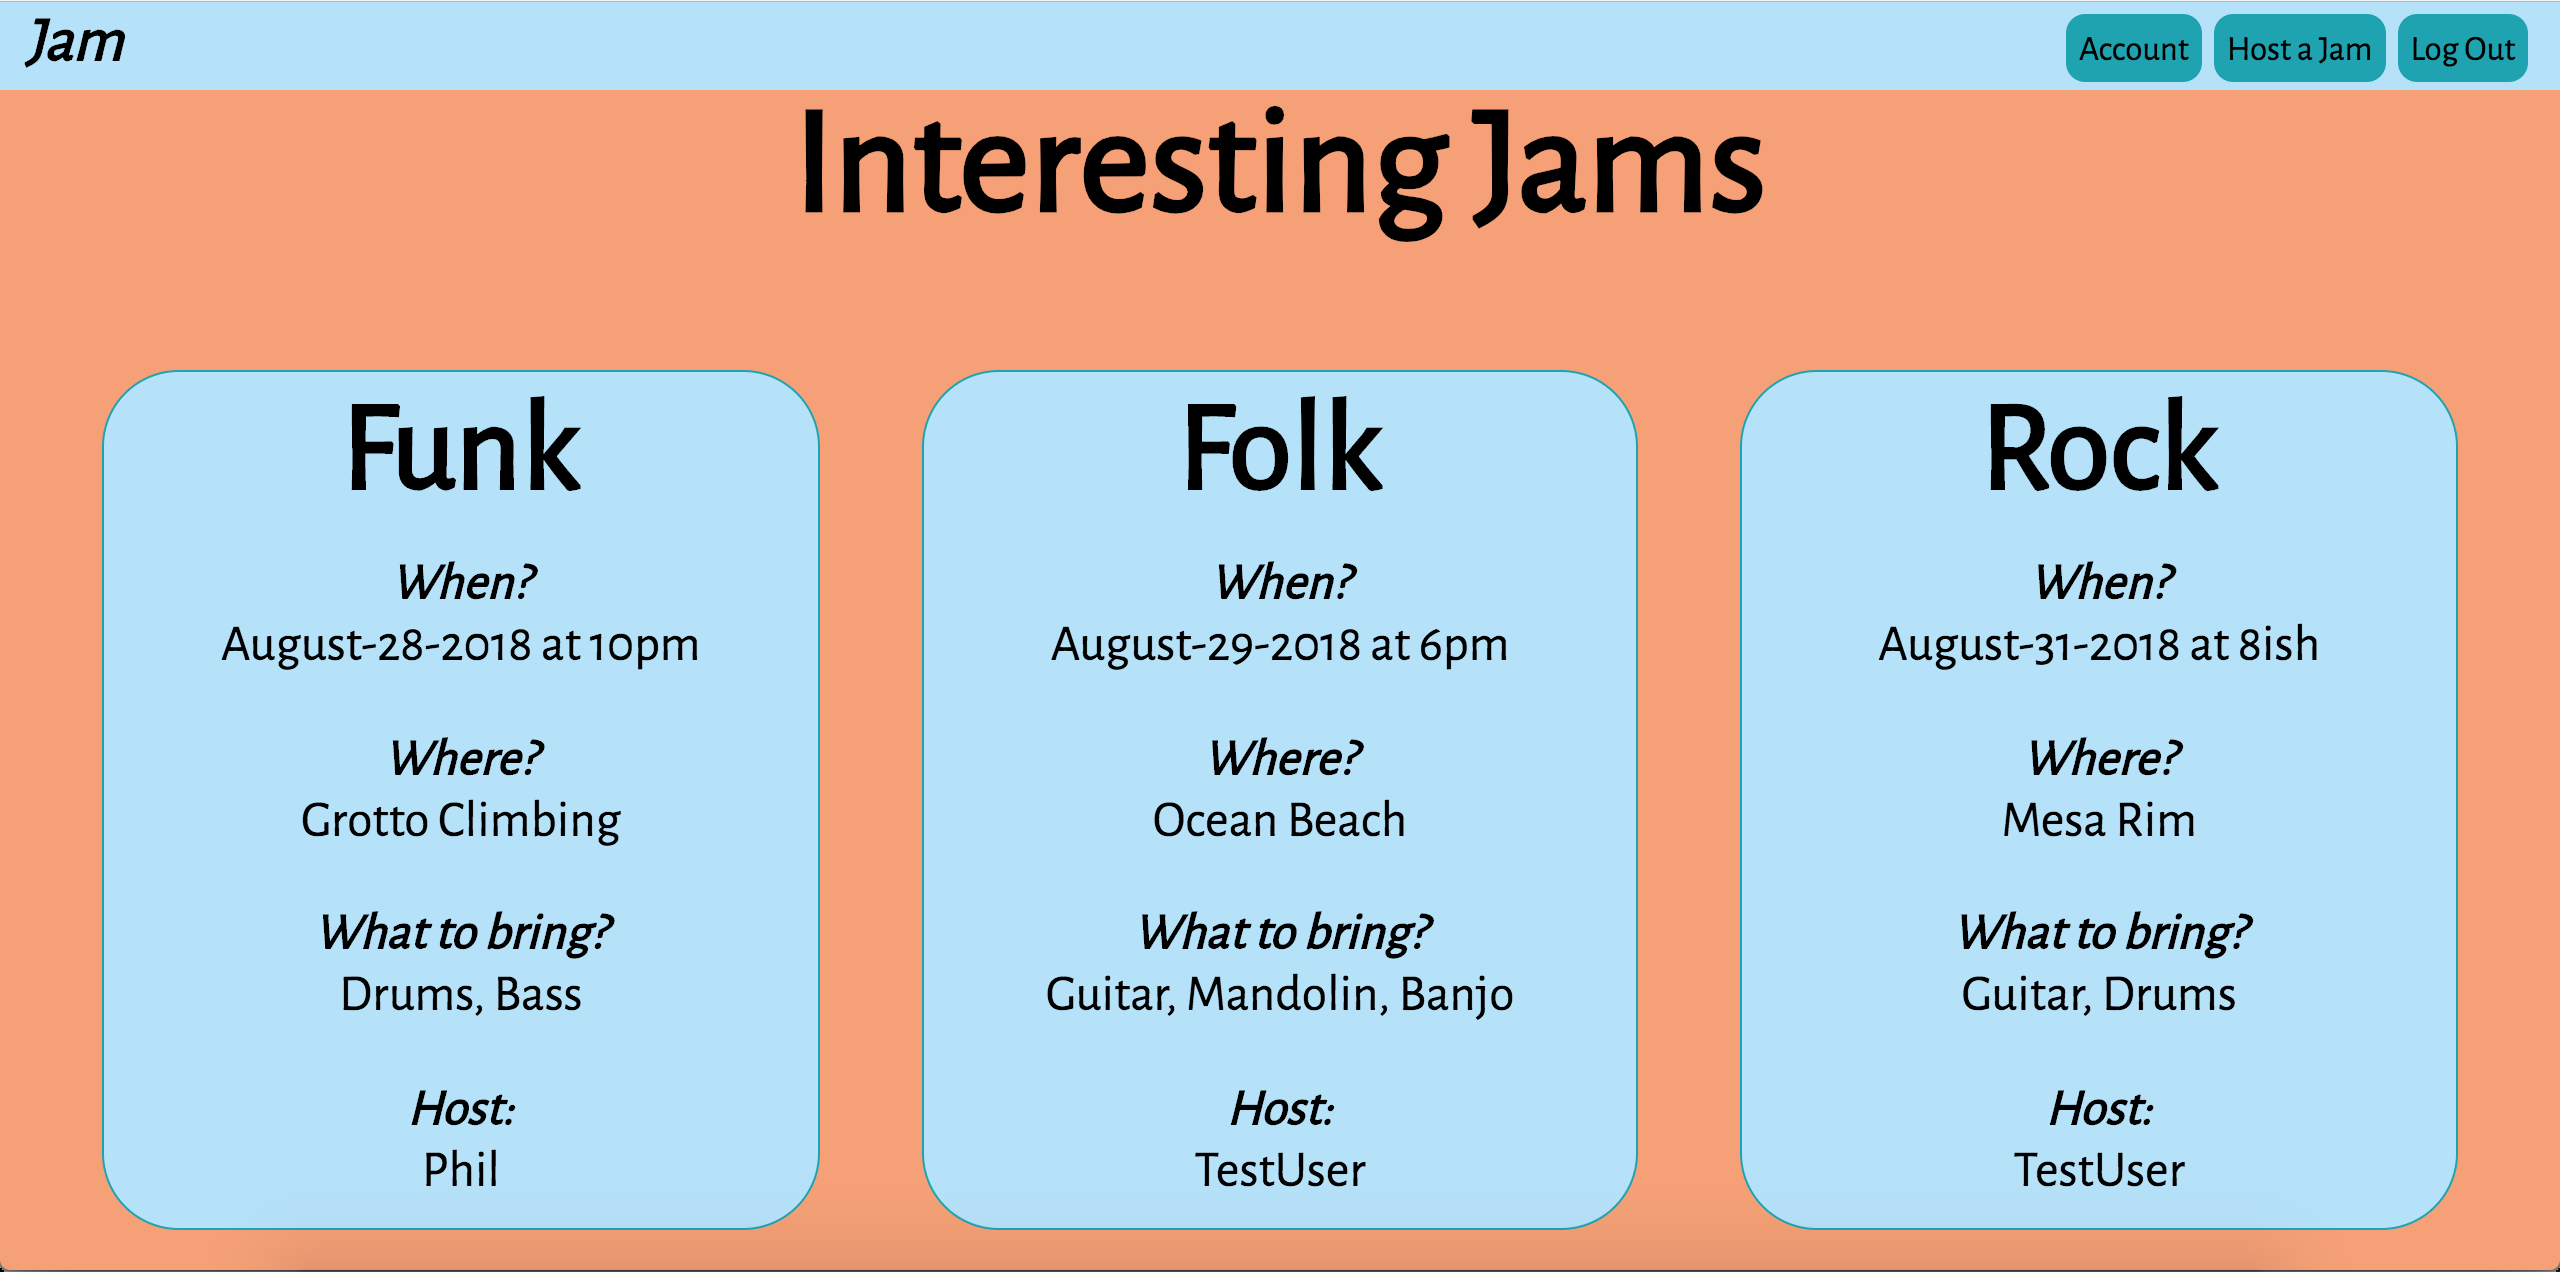 Jam
Account
Host a Jam
Log Out
Interesting Jams
Funk
When?
August-28-2018 at 10pm
Where?
Grotto Climbing
What to bring?
Drums, Bass
Host:
Phil
Folk
When?
August-29-2018 at 6pm
Where?
Ocean Beach
What to bring?
Guitar, Mandolin, Banjo
Host:
TestUser
Rock
When?
August-31-2018 at 8ish
Where?
Mesa Rim
What to bring?
Guitar, Drums
Host:
TestUser